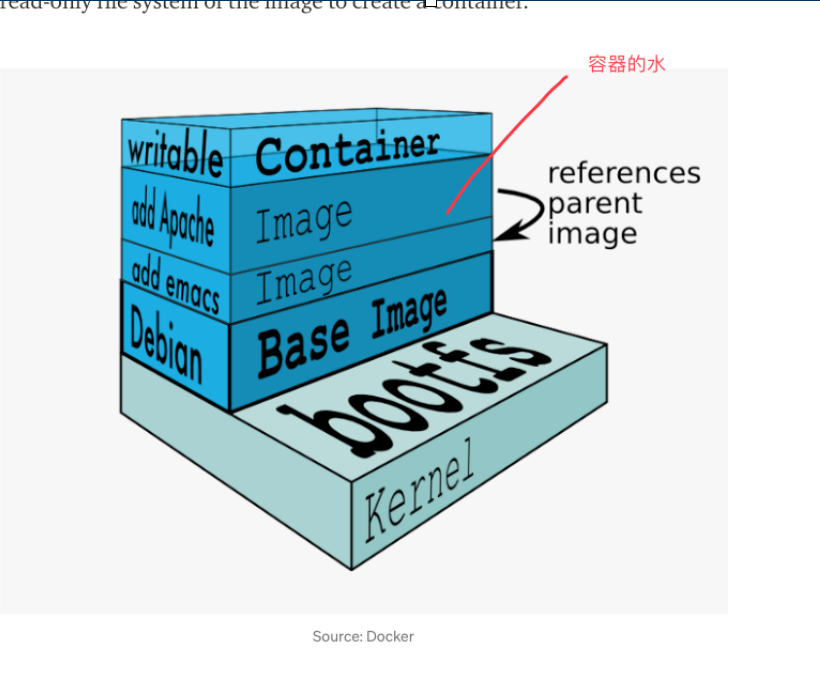 read-only file system of the image to create a container.
容器的水
writable Container
add Apache Image
add emacs Image
Debian Base Image
references
parent
image
bootfs
Kernel
Source: Docker